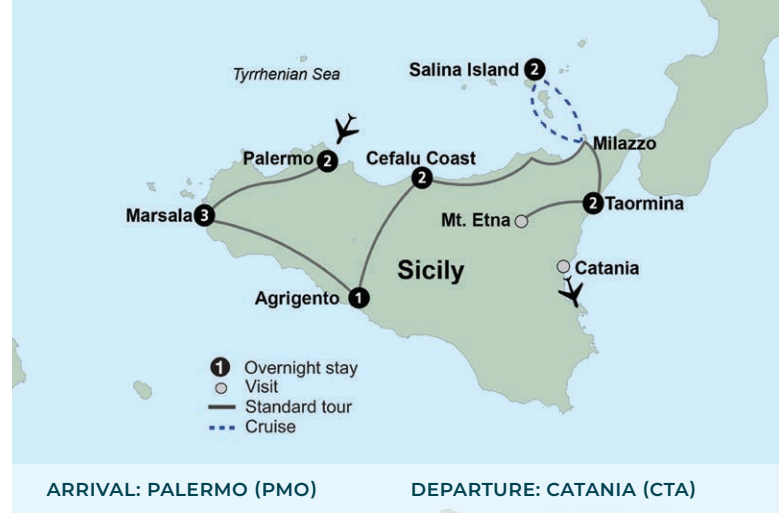 Salina Island 2
Tyrrhenian Sea
Milazzo
Palermo 2
Cefalu Coast
2
Marsala 3
2 Taormina
Mt. Etna
Sicily
Catania
Agrigento 1
1 Overnight stay
Visit
Standard tour
Cruise
ARRIVAL: PALERMO (PMO)
DEPARTURE: CATANIA (CTA)